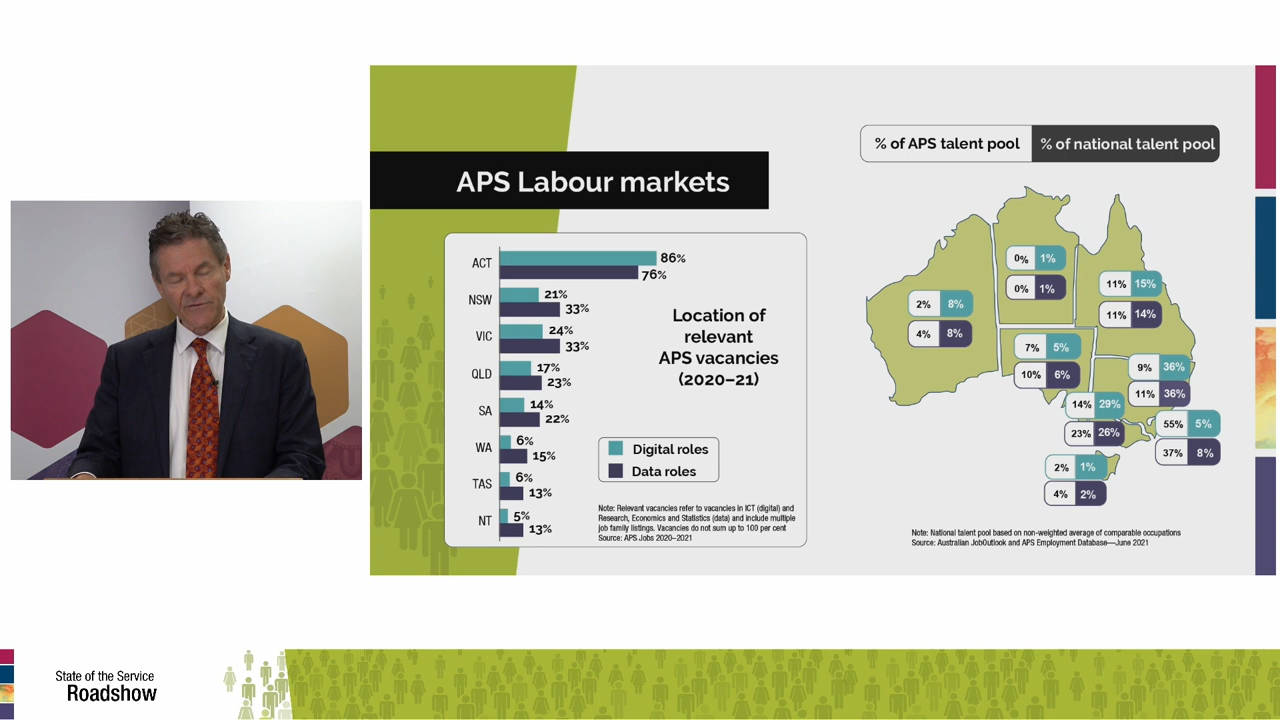 APS Labour markets
ACT
86%
76%
NSW
21%
33%
VIC
24%
33%
QLD
17%
23%
SA
14%
22%
WA
6%
15%
TAS
6%
13%
NT
5%
13%
Location of
relevant
APS vacancies
(2020–21)
Digital roles
Data roles
Note: Relevant vacancies refer to vacancies in ICT (digital) and
Research, Economics and Statistics (data) and include multiple
job family listings. Vacancies do not sum up to 100 per cent
Source: APS Jobs 2020–2021
% of APS talent pool % of national talent pool
0% 1%
0% 1%
2% 8%
4% 8%
11% 15%
11% 14%
7% 5%
10% 6%
9% 36%
11% 36%
14% 29%
23% 26%
55% 5%
37% 8%
2% 1%
4% 2%
Note: National talent pool based on non-weighted average of comparable occupations
Source: Australian JobOutlook and APS Employment Database—June 2021
State of the Service
Roadshow